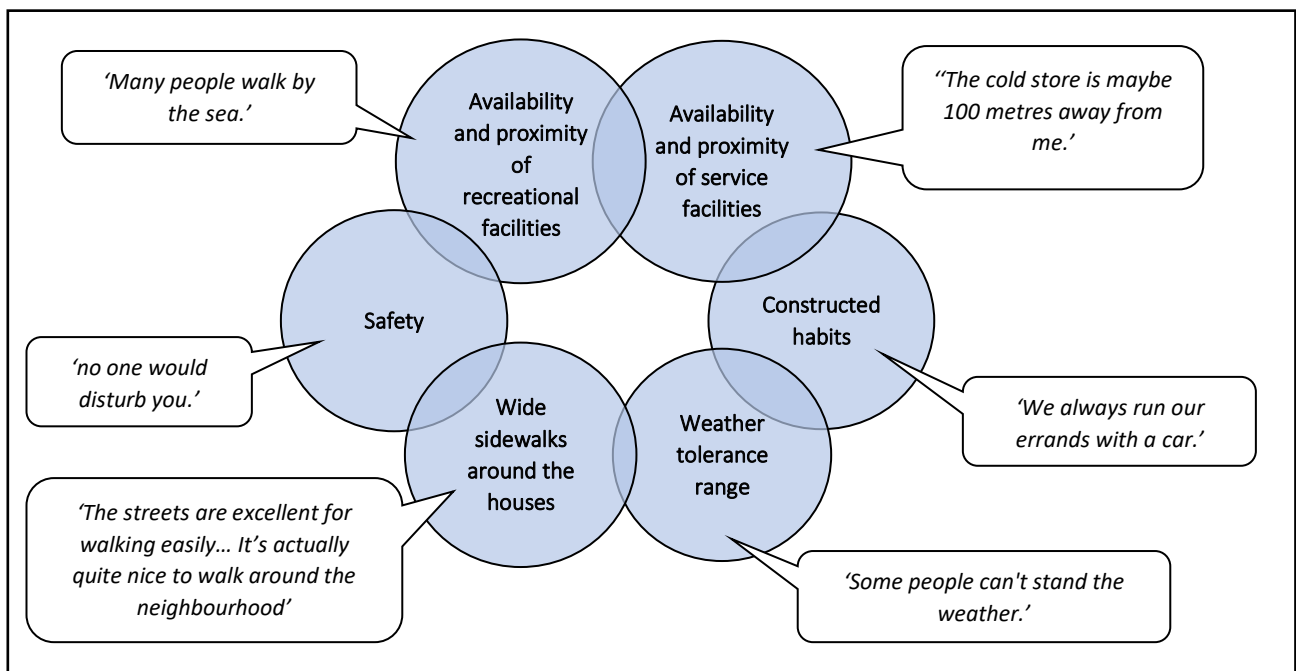 ‘Many people walk by
the sea.’
Availability
and proximity
of
recreational
facilities
Availability
and proximity
of service
facilities
‘‘The cold store is maybe
100 metres away from
me.’
Safety
Constructed
habits
‘no one would
disturb you.’
‘We always run our
errands with a car.’
Wide
sidewalks
around the
houses
Weather
tolerance
range
‘The streets are excellent for
walking easily… It’s actually
quite nice to walk around the
neighbourhood’
‘Some people can't stand the
weather.’